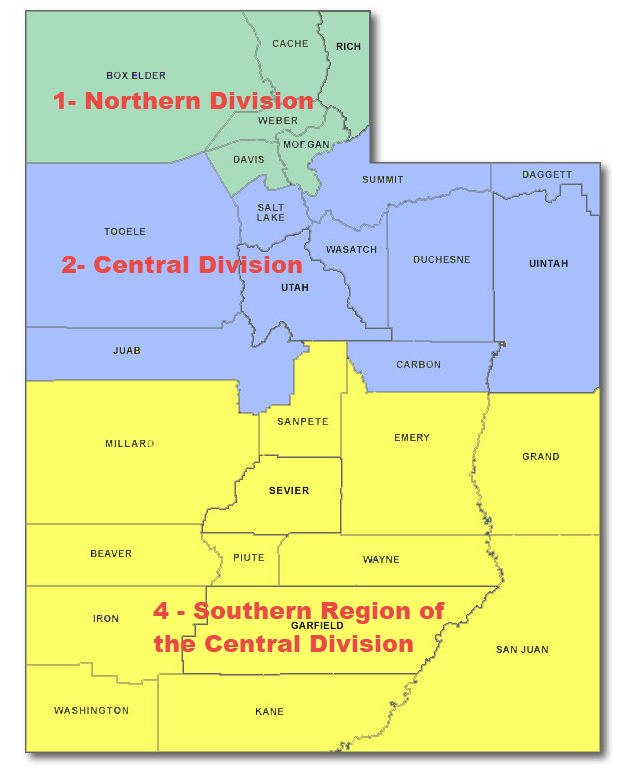 CACHE
RICH
BOX ELDER
1- Northern Division
WEBER
MORGAN
DAVIS
SUMMIT
DAGGETT
SALT
LAKE
TOOELE
WASATCH
DUCHESNE
UINTAH
2- Central Division
UTAH
JUAB
CARBON
SANPETE
MILLARD
EMERY
GRAND
SEVIER
BEAVER
PIUTE
WAYNE
IRON
4 - Southern Region of
GARFIELD
the Central Division
SAN JUAN
WASHINGTON
KANE